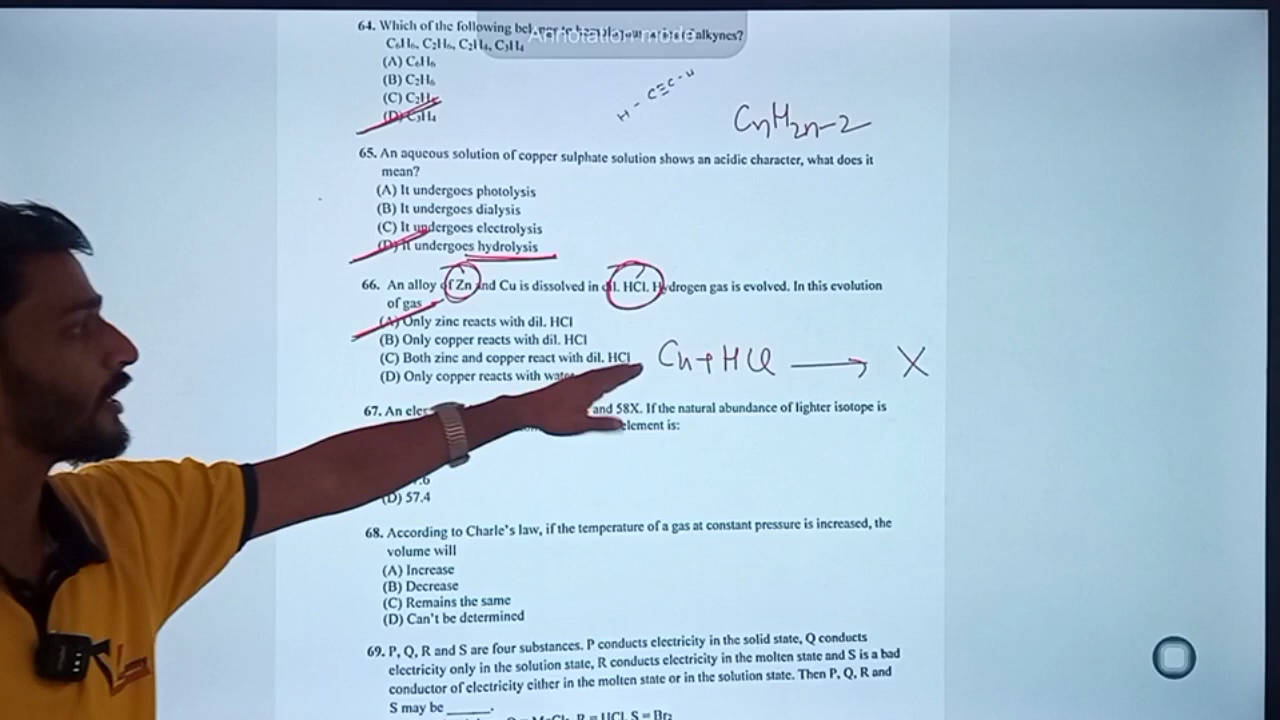 64. Which of the following alkynes?
Annotation mode
C₆H₆, C₂H₆, C₂H₄, C₃H₄
(A) C₆H₆
(B) C₂H₆
(C)
(D) C₃H₄
H - C≡C - H
CnH2n-2
65. An aqueous solution of copper sulphate solution shows an acidic character, what does it
mean?
(A) It undergoes photolysis
(B) It undergoes dialysis
(C) It undergoes electrolysis
(D) It undergoes hydrolysis
66. An alloy of Zn and Cu is dissolved in dil. HCl. Hydrogen gas is evolved. In this evolution
of gas
(A) Only zinc reacts with dil. HCl
(B) Only copper reacts with dil. HCl
(C) Both zinc and copper react with dil. HCl
(D) Only copper reacts with water
Cu + HCl → X
67. An and 58X. If the natural abundance of lighter isotope is
element is:
(D) 57.4
68. According to Charle's law, if the temperature of a gas at constant pressure is increased, the
volume will
(A) Increase
(B) Decrease
(C) Remains the same
(D) Can't be determined
69. P, Q, R and S are four substances. P conducts electricity in the solid state, Q conducts
electricity only in the solution state, R conducts electricity in the molten state and S is a bad
conductor of electricity either in the molten state or in the solution state. Then P, Q, R and
S may be ______.